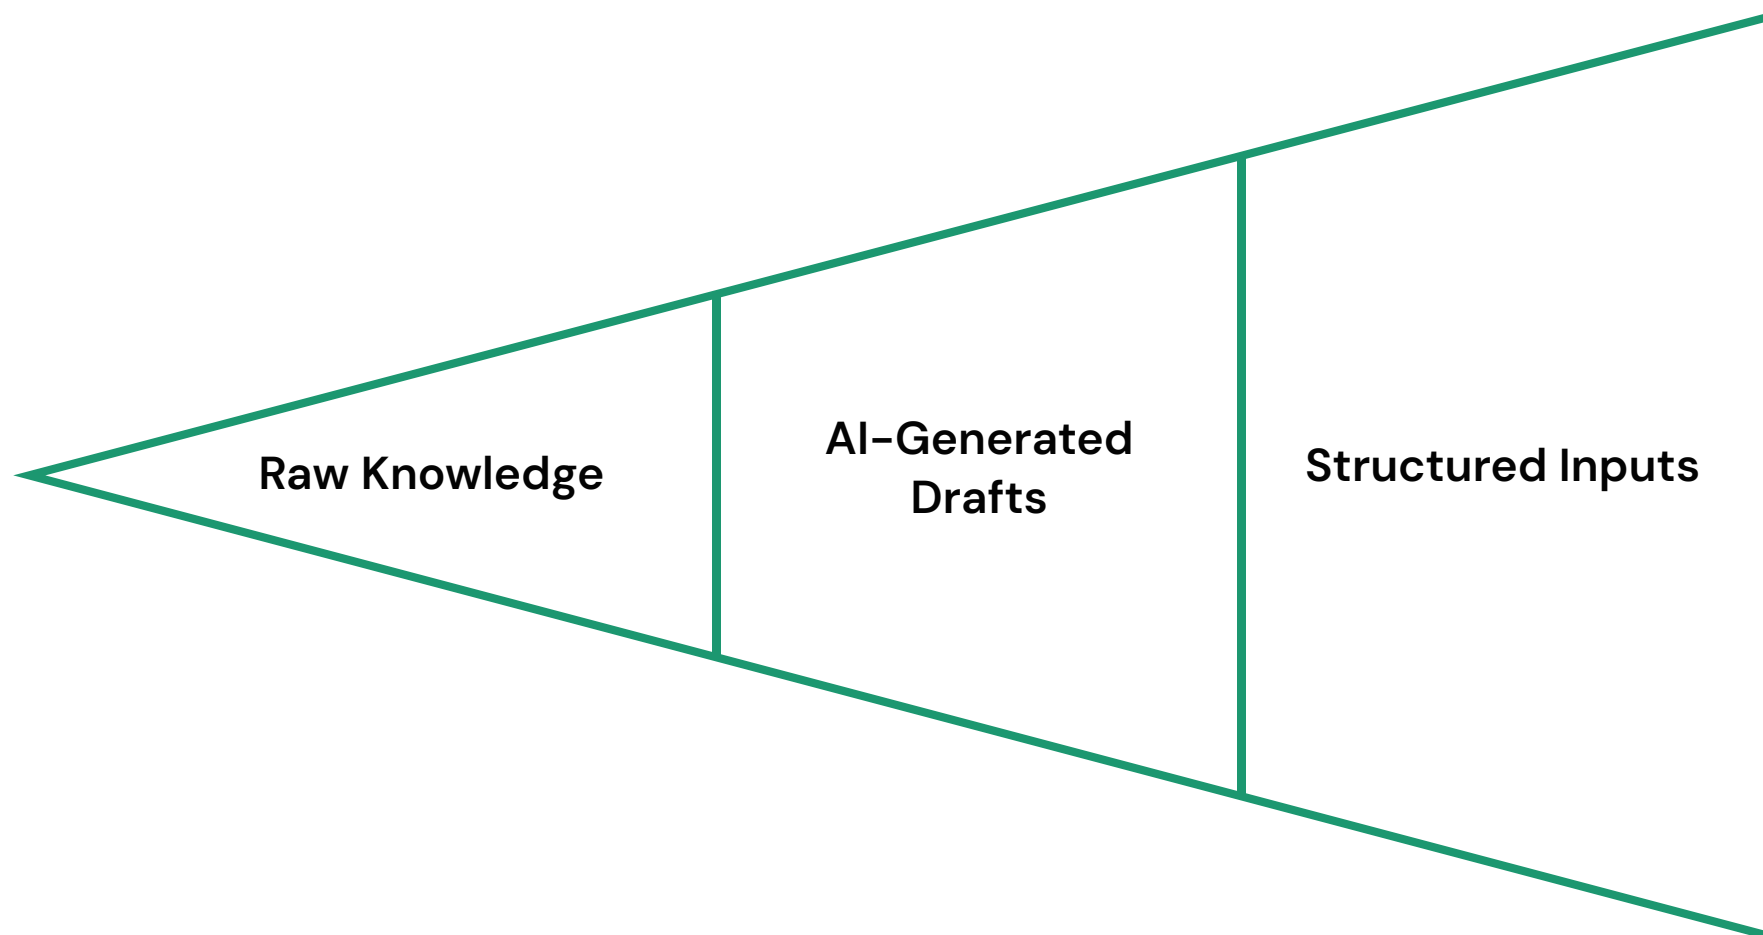 Raw Knowledge
AI-Generated
Drafts
Structured Inputs